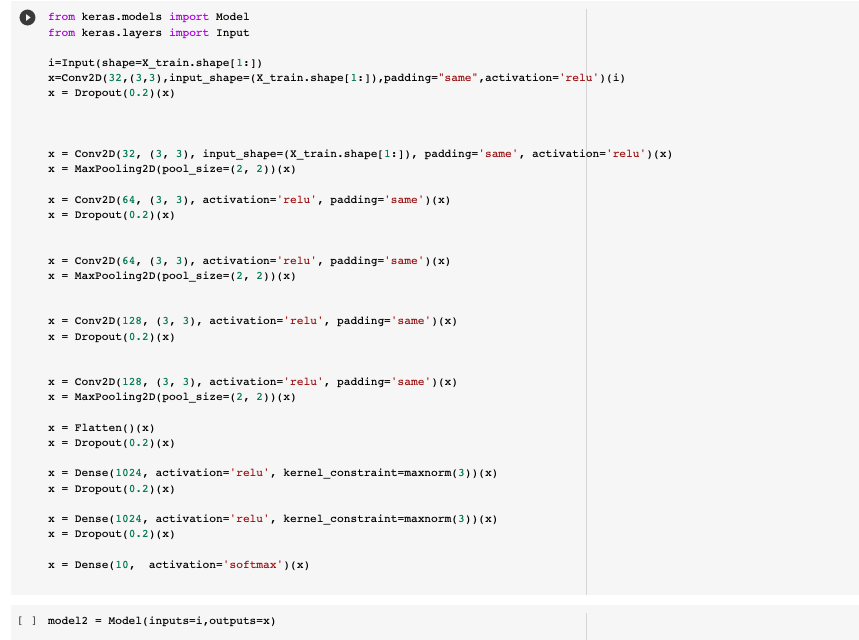 from keras.models import Model
from keras.layers import Input
i=Input(shape=X_train.shape[1:])
x=Conv2D(32,(3,3),input_shape=(X_train.shape[1:]),padding="same",activation='relu')(i)
x = Dropout(0.2)(x)
x = Conv2D(32, (3, 3), input_shape=(X_train.shape[1:]), padding='same', activation='relu')(x)
x = MaxPooling2D(pool_size=(2, 2))(x)
x = Conv2D(64, (3, 3), activation='relu', padding='same')(x)
x = Dropout(0.2)(x)
x = Conv2D(64, (3, 3), activation='relu', padding='same')(x)
x = MaxPooling2D(pool_size=(2, 2))(x)
x = Conv2D(128, (3, 3), activation='relu', padding='same')(x)
x = Dropout(0.2)(x)
x = Conv2D(128, (3, 3), activation='relu', padding='same')(x)
x = MaxPooling2D(pool_size=(2, 2))(x)
x = Flatten()(x)
x = Dropout(0.2)(x)
x = Dense(1024, activation='relu', kernel_constraint=maxnorm(3))(x)
x = Dropout(0.2)(x)
x = Dense(1024, activation='relu', kernel_constraint=maxnorm(3))(x)
x = Dropout(0.2)(x)
x = Dense(10,  activation='softmax')(x)
[ ] model2 = Model(inputs=i,outputs=x)